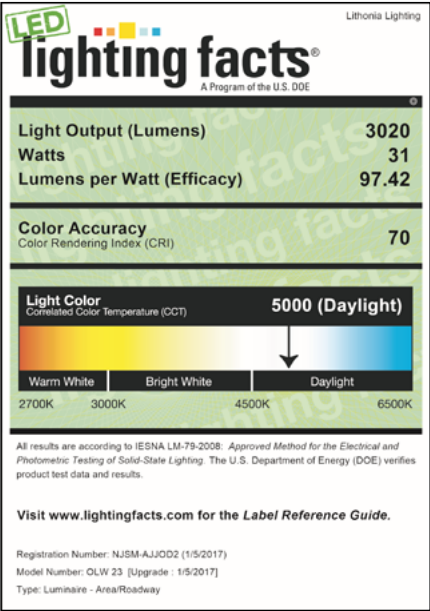 Lithonia Lighting
LED
lighting facts®
A Program of the U.S. DOE
Light Output (Lumens) 3020
Watts 31
Lumens per Watt (Efficacy) 97.42
Color Accuracy
Color Rendering Index (CRI) 70
Light Color
Correlated Color Temperature (CCT) 5000 (Daylight)
Warm White Bright White Daylight
2700K 3000K 4500K 6500K
All results are according to IESNA LM-79-2008: Approved Method for the Electrical and
Photometric Testing of Solid-State Lighting. The U.S. Department of Energy (DOE) verifies
product test data and results.
Visit www.lightingfacts.com for the Label Reference Guide.
Registration Number: NJSM-AJJOD2 (1/5/2017)
Model Number: OLW 23 [Upgrade : 1/5/2017]
Type: Luminaire - Area/Roadway